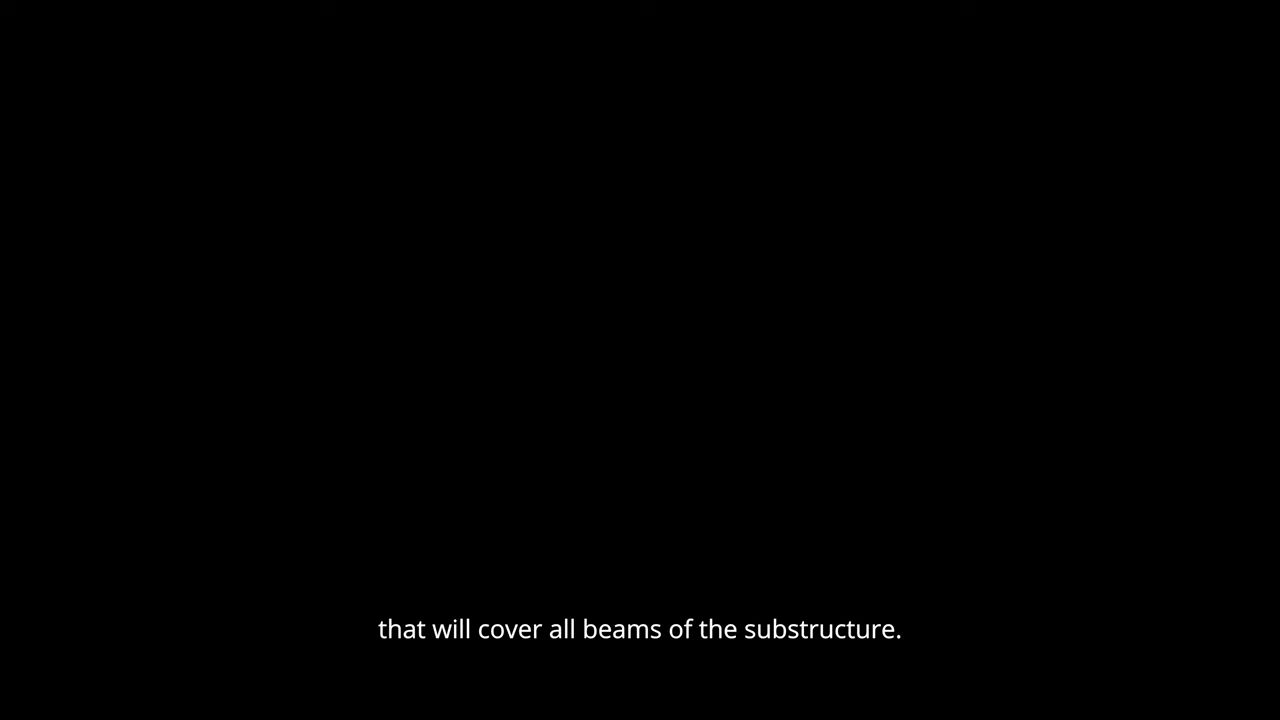 that will cover all beams of the substructure.